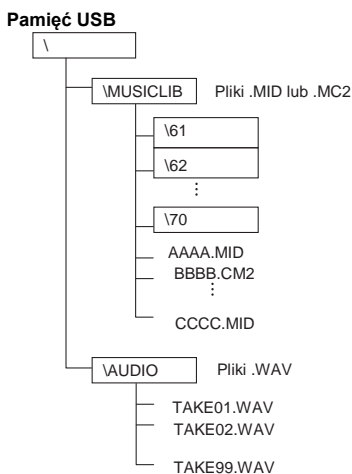 Pamięć USB
\
\MUSICLIB Pliki .MID lub .MC2
\61
\62
\70
AAAA.MID
BBBB.CM2
CCCC.MID
\AUDIO Pliki .WAV
TAKE01.WAV
TAKE02.WAV
TAKE99.WAV